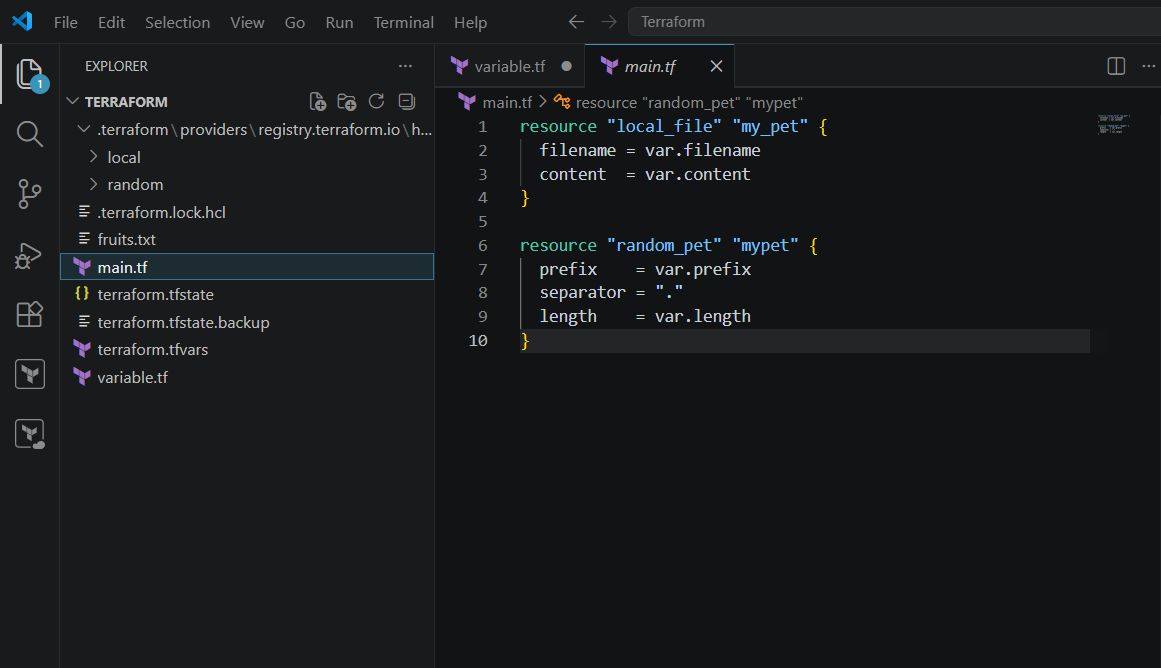 File Edit Selection View Go Run Terminal Help Terraform
1
EXPLORER
TERRAFORM
.terraform\providers\registry.terraform.io\h...
local
random
.terraform.lock.hcl
fruits.txt
main.tf
terraform.tfstate
terraform.tfstate.backup
terraform.tfvars
variable.tf
variable.tf main.tf
main.tf > resource "random_pet" "mypet"
1 resource "local_file" "my_pet" {
2 filename = var.filename
3 content  = var.content
4 }
5
6 resource "random_pet" "mypet" {
7 prefix    = var.prefix
8 separator = "."
9 length    = var.length
10 }